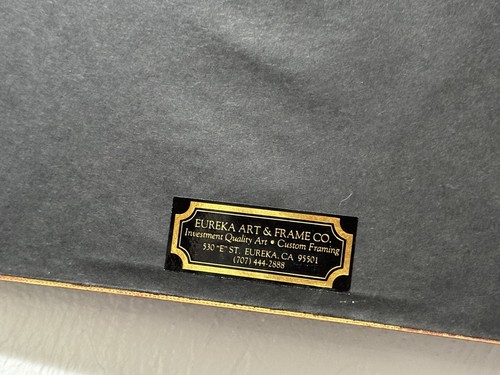 EUREKA ART & FRAME CO.
Investment Quality Art • Custom Framing
530 "E" ST. EUREKA, CA 95501
(707) 444-2888